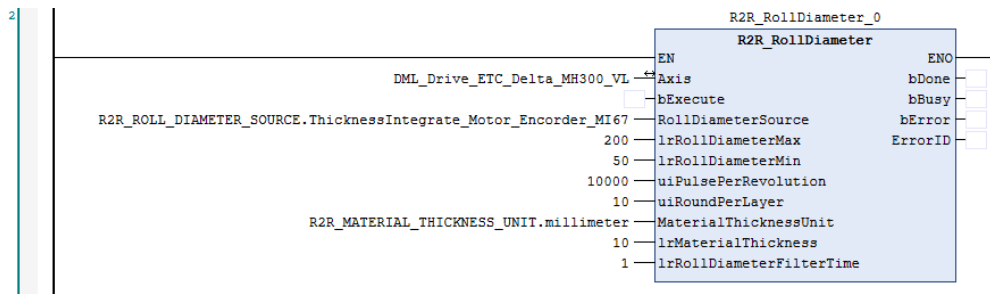 2
R2R_RollDiameter_0
R2R_RollDiameter
EN ENO
DML_Drive_ETC_Delta_MH300_VL Axis bDone
bExecute bBusy
R2R_ROLL_DIAMETER_SOURCE.ThicknessIntegrate_Motor_Encorder_MI67 RollDiameterSource bError
200 lrRollDiameterMax ErrorID
50 lrRollDiameterMin
10000 uiPulsePerRevolution
10 uiRoundPerLayer
R2R_MATERIAL_THICKNESS_UNIT.millimeter MaterialThicknessUnit
10 lrMaterialThickness
1 lrRollDiameterFilterTime